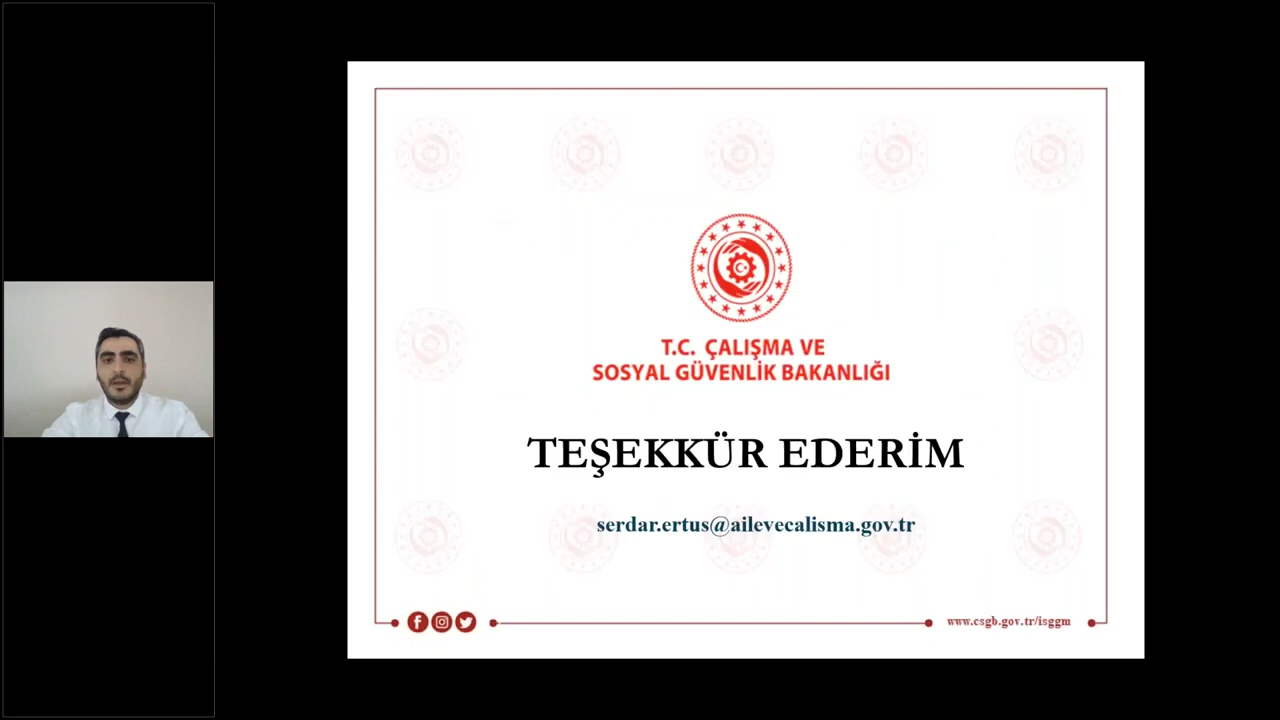 T.C. ÇALIŞMA VE
SOSYAL GÜVENLİK BAKANLIĞI
TEŞEKKÜR EDERİM
serdar.ertus@ailevecalisma.gov.tr
www.csgb.gov.tr/isggm